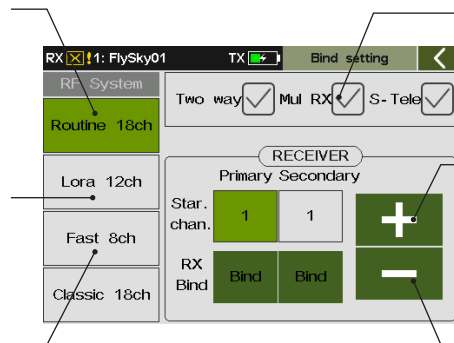 RX !1: FlySky01 TX Bind setting
RF System
Two way Mul RX S-Tele
Routine 18ch
RECEIVER
Primary Secondary
Lora 12ch
Star. chan. 1 1 +
Fast 8ch
RX Bind Bind Bind −
Classic 18ch